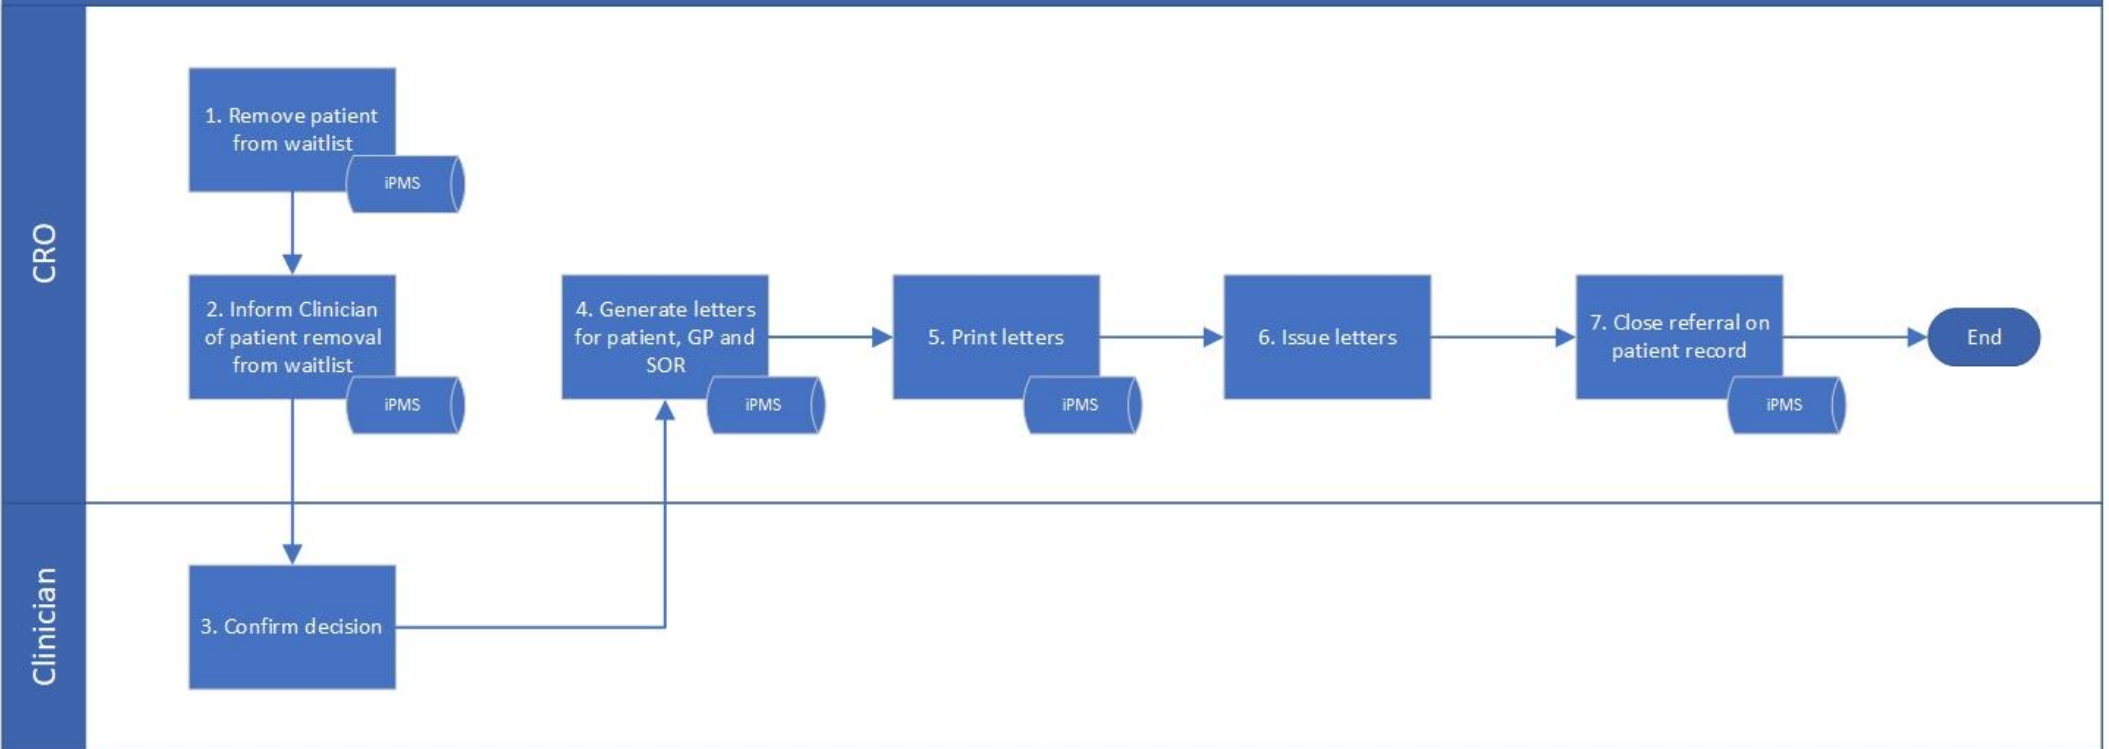 CRO
1. Remove patient
from waitlist
iPMS
2. Inform Clinician
of patient removal
from waitlist
iPMS
4. Generate letters
for patient, GP and
SOR
iPMS
5. Print letters
iPMS
6. Issue letters
7. Close referral on
patient record
iPMS
End
Clinician
3. Confirm decision